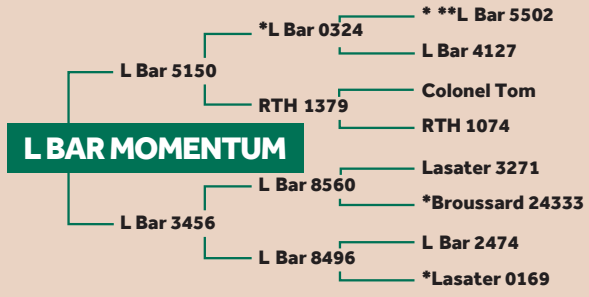 * **L Bar 5502
*L Bar 0324
L Bar 4127
L Bar 5150
Colonel Tom
RTH 1379
RTH 1074
L BAR MOMENTUM
Lasater 3271
L Bar 8560
*Broussard 24333
L Bar 3456
L Bar 2474
L Bar 8496
*Lasater 0169